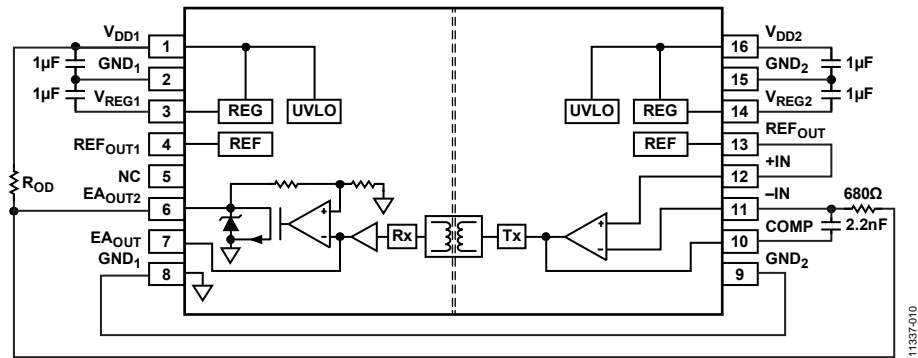 VDD1
1
1µF
GND1
2
1µF
VREG1
3
REG
UVLO
REFOUT1
4
REF
NC
5
ROD
EAOUT2
6
EAOUT
7
GND1
8
+
–
Rx
Tx
+
–
UVLO
REG
REF
16
VDD2
1µF
15
GND2
1µF
14
VREG2
13
REFOUT
12
+IN
11
–IN
680Ω
2.2nF
10
COMP
9
GND2
11337-010